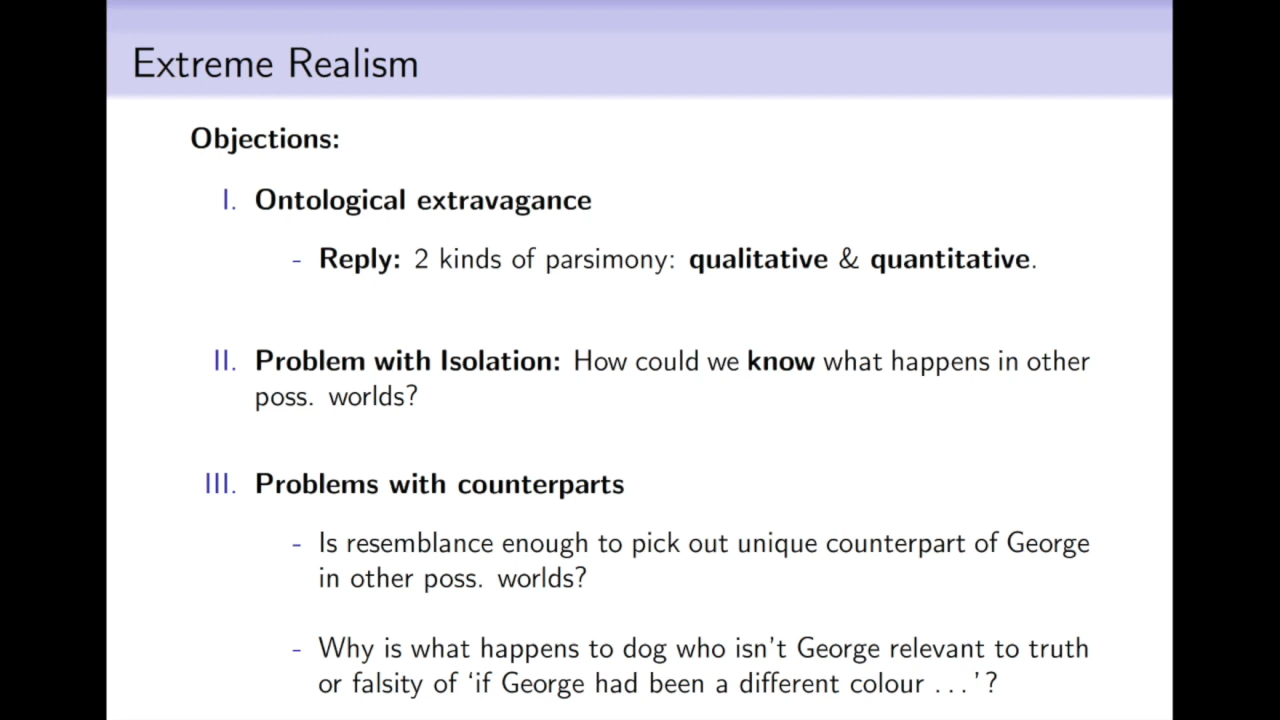 Extreme Realism
Objections:
I. Ontological extravagance
- Reply: 2 kinds of parsimony: qualitative & quantitative.
II. Problem with Isolation: How could we know what happens in other
poss. worlds?
III. Problems with counterparts
- Is resemblance enough to pick out unique counterpart of George
in other poss. worlds?
- Why is what happens to dog who isn't George relevant to truth
or falsity of ‘if George had been a different colour ...’?